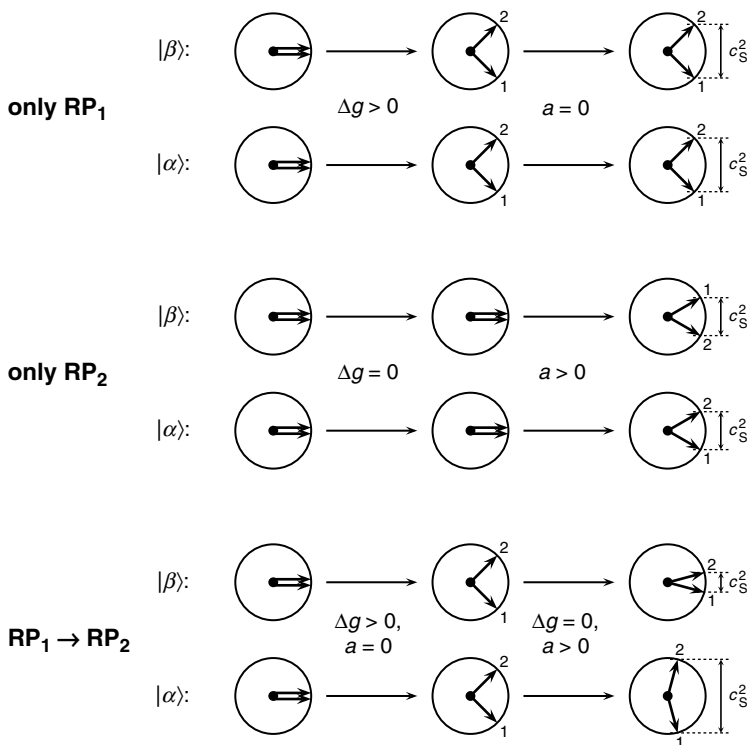 |β⟩: 2 1 2 1 c_S^2
only RP₁ Δg > 0 a = 0
|α⟩: 2 1 2 1 c_S^2
|β⟩: 1 2 c_S^2
only RP₂ Δg = 0 a > 0
|α⟩: 2 1 c_S^2
|β⟩: 2 1 2 1 c_S^2
RP₁ → RP₂ Δg > 0, a = 0 Δg = 0, a > 0
|α⟩: 2 1 2 1 c_S^2